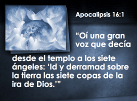 Apocalipsis 16:1
“Oí una gran
voz que decía
desde el templo a los siete
ángeles: ‘Id y derramad sobre
la tierra las siete copas de la
ira de Dios.’”